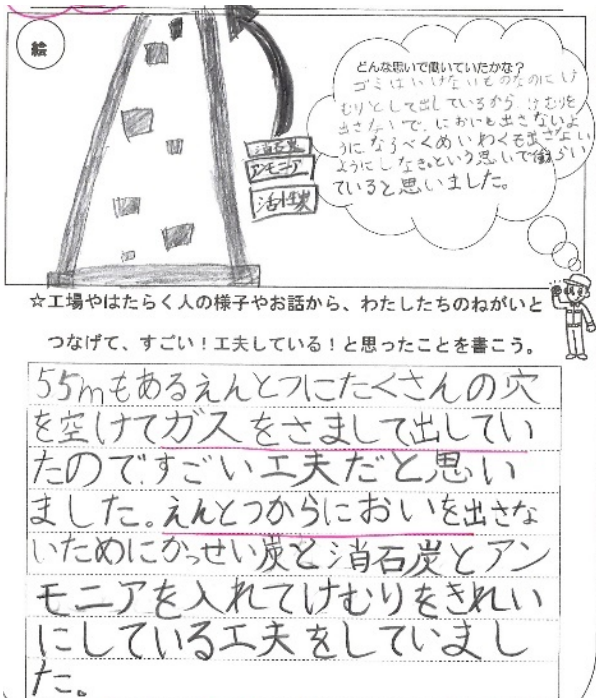 絵
どんな思いで働いていたかな？
ゴミはいけないものなのにけ
むりとして出しているから、けむりを
出さないで、においを出さないよ
うになるべくめいわくも出さない
ようにしなきゃという思いで働らい
ていると思いました。
消石炭
アンモニア
活性炭
☆工場やはたらく人の様子やお話から、わたしたちのねがいと
つなげて、すごい！工夫している！と思ったことを書こう。
55mもあるえんとつにたくさんの穴
を空けてガスをさまして出してい
たのですごい工夫だと思い
ました。えんとつからにおいを出さな
いためにかっせい炭と消石炭とアン
モニアを入れてけむりをきれい
にしている工夫をしていまし
た。